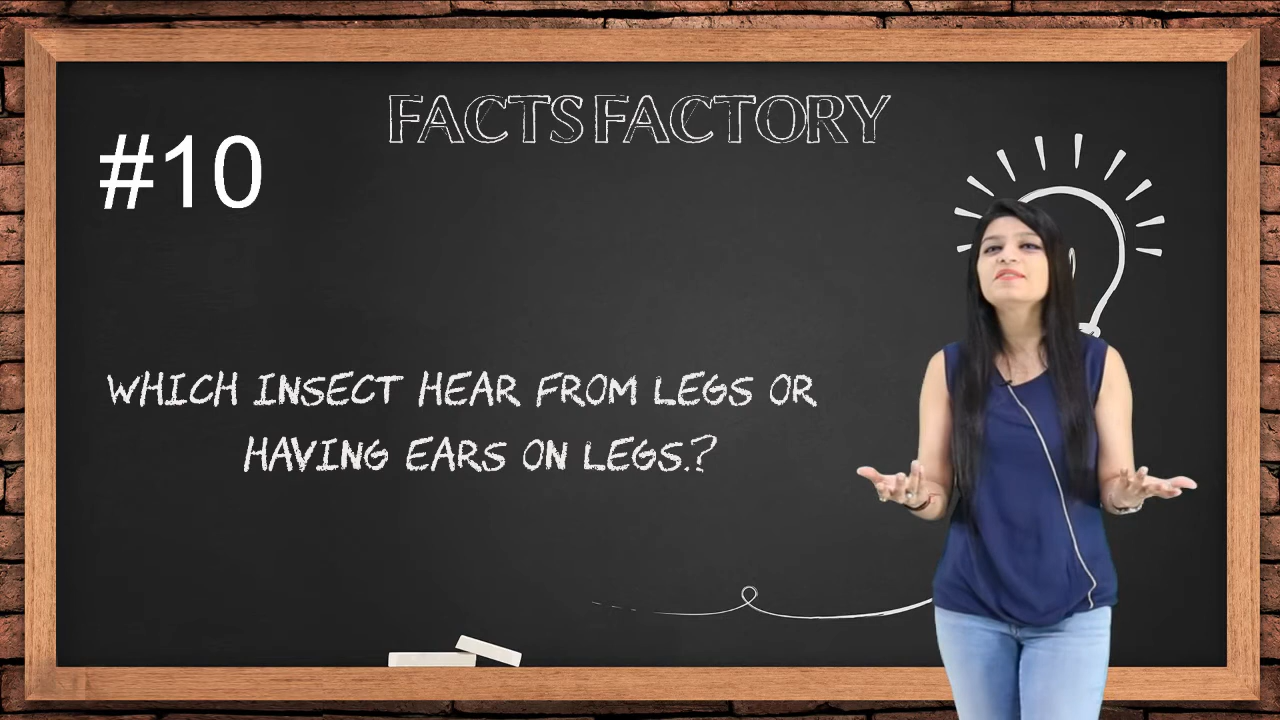 FACTS FACTORY
#10
WHICH INSECT HEAR FROM LEGS OR
HAVING EARS ON LEGS.?